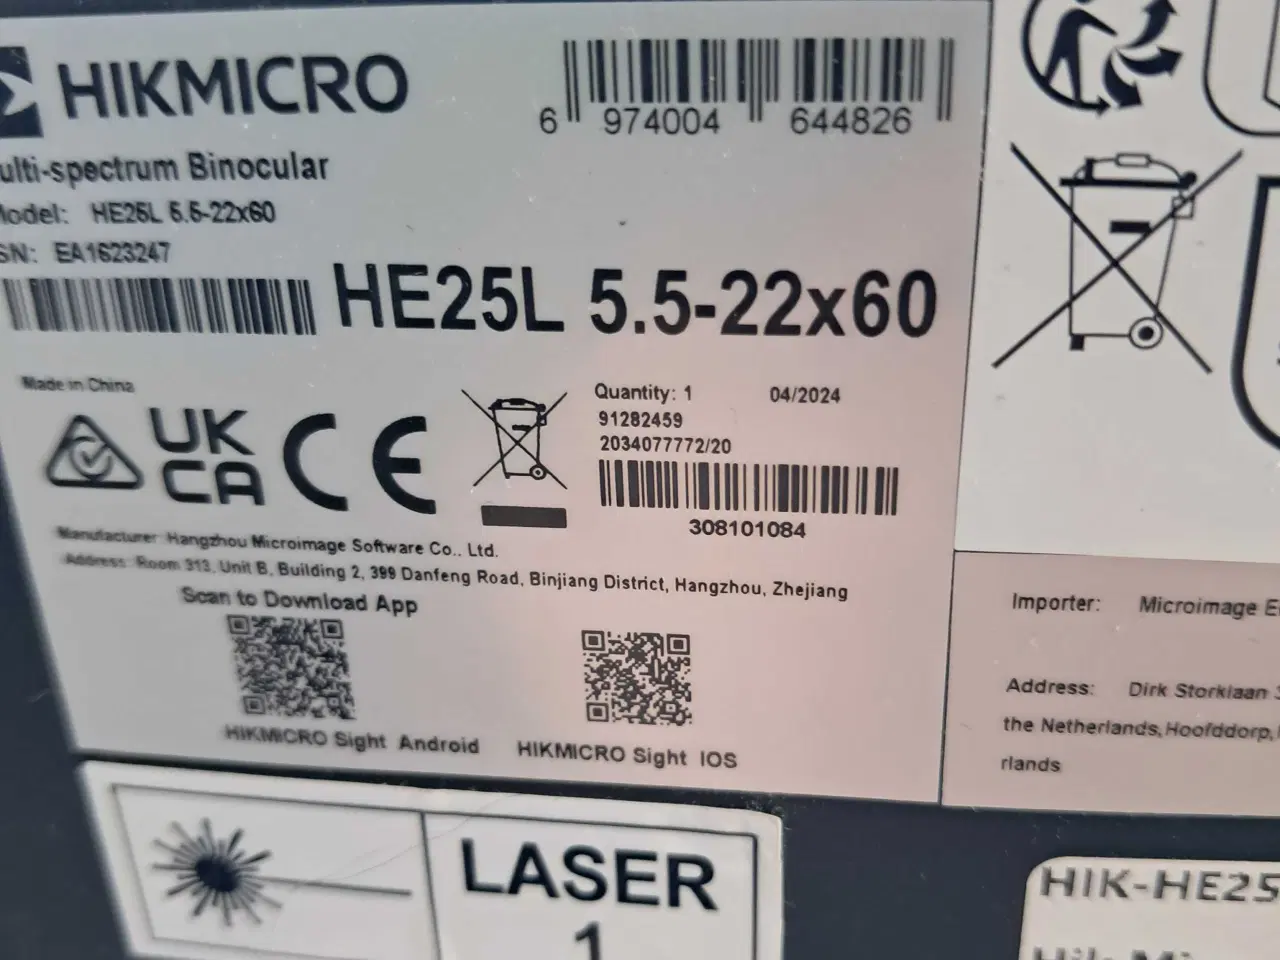 HIKMICRO
6 974004 644826
ulti-spectrum Binocular
Model: HE25L 5.5-22x60
SN: EA1623247
HE25L 5.5-22x60
Made in China
Quantity: 1 04/2024
91282459
2034077772/20
UK
CA CE
308101084
Manufacturer: Hangzhou Microimage Software Co., Ltd.
Address: Room 313, Unit B, Building 2, 399 Danfeng Road, Binjiang District, Hangzhou, Zhejiang
Scan to Download App
HIKMICRO Sight Android HIKMICRO Sight IOS
Importer: Microimage E
Address: Dirk Storklaan
the Netherlands, Hoofddorp,
rlands
LASER
1
HIK-HE25